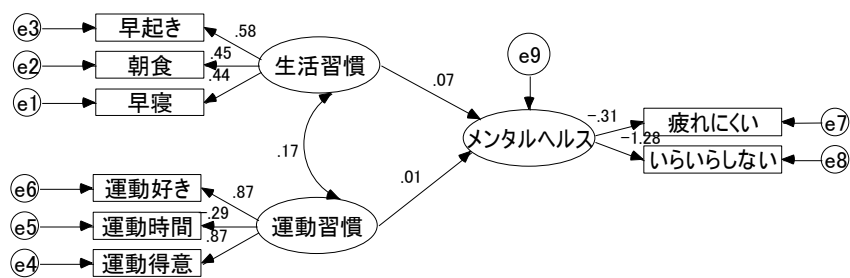 e3
早起き
.58
e2
朝食
.45
e1
早寝
.44
生活習慣
.07
e9
.17
メンタルヘルス
-.31
疲れにくい
e7
-1.28
いらいらしない
e8
.01
e6
運動好き
.87
e5
運動時間
-.29
e4
運動得意
.87
運動習慣